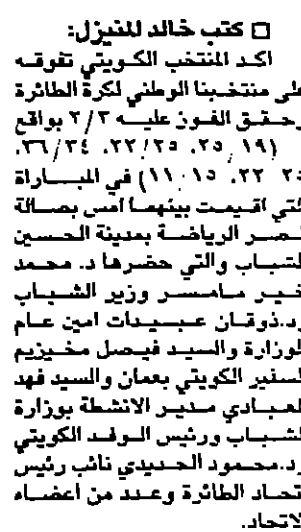 □ كتب خالد المنيزل:
اكد المنتخب الكويتي تفوقه
على منتخبنا الوطني لكرة الطائرة
وحقق الفوز عليه ٢/٣ بواقع
(١٩ ,٢٥, ٢٢/٢٥, ٣٦/٣٤,
٢٥ ٢٢, ١٥ ١١) في المباراة
التي اقيمت بينهما امس بصالة
قصر الرياضة بمدينة الحسين
للشباب والتي حضرها د. محمد
خير مامسر وزير الشباب
ود.ذوقان عبيدات امين عام
الوزارة والسيد فيصل مخيزيم
السفير الكويتي بعمان والسيد فهد
العبادي مدير الانشطة بوزارة
الشباب ورئيس الوفد الكويتي
ود.محمود الحديدي نائب رئيس
اتحاد الطائرة وعدد من اعضاء
الاتحاد.